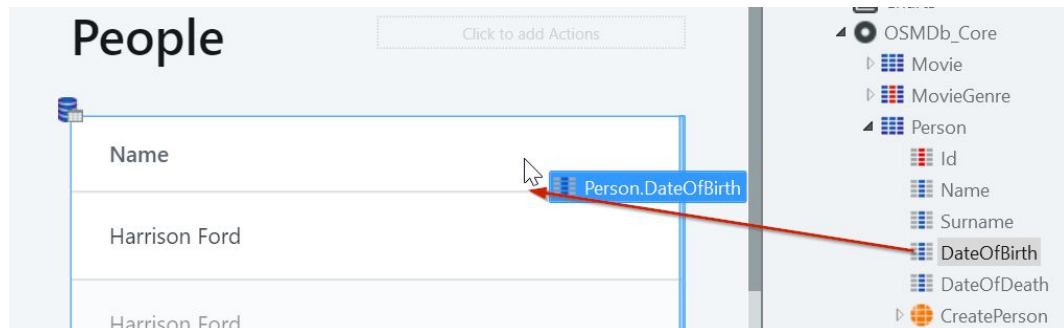 People
Click to add Actions
Name
Person.DateOfBirth
Harrison Ford
Harrison Ford
Charts
OSMDb_Core
Movie
MovieGenre
Person
Id
Name
Surname
DateOfBirth
DateOfDeath
CreatePerson